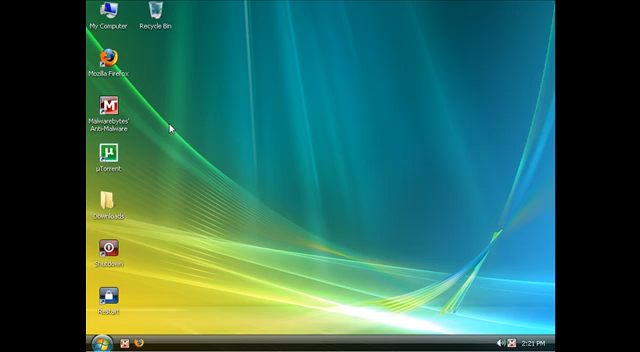 My Computer
Recycle Bin
Mozilla Firefox
Malwarebytes'
Anti-Malware
µTorrent
Downloads
Shutdown
Restart
2:21 PM